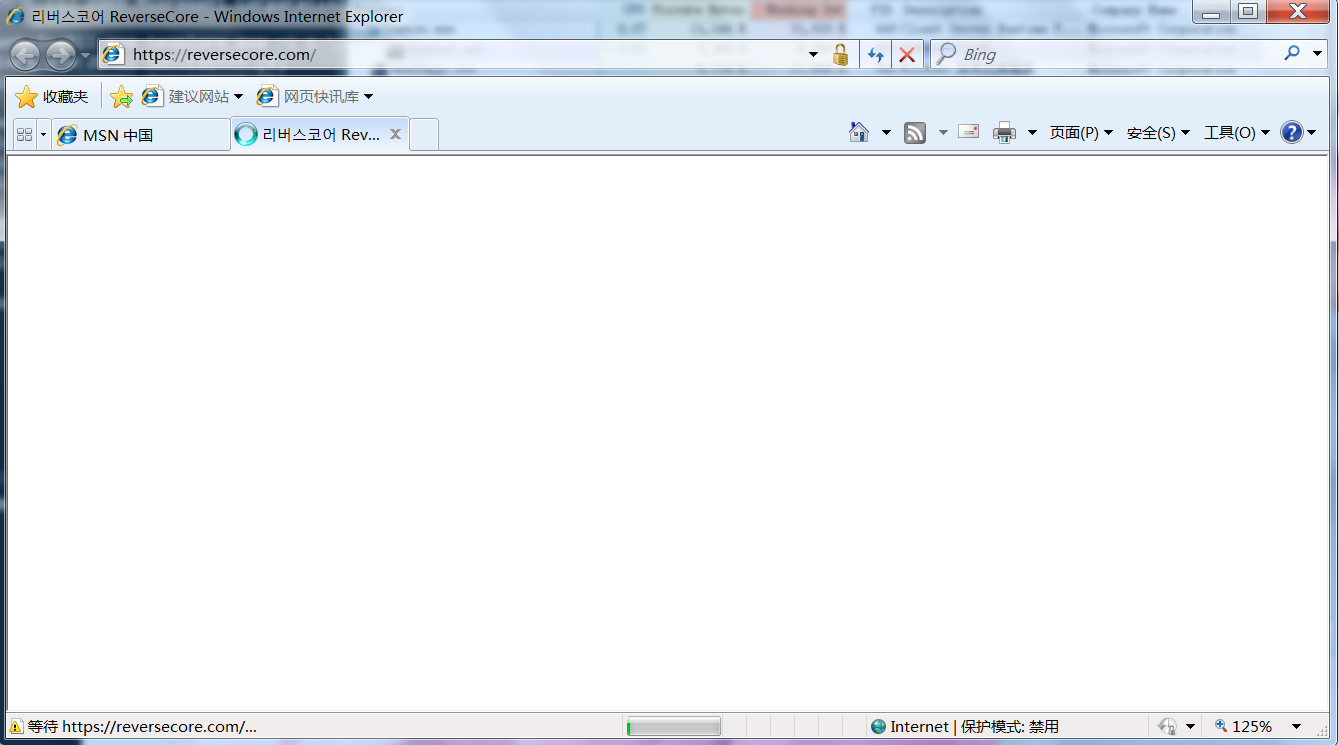 리버스코어 ReverseCore - Windows Internet Explorer
https://reversecore.com/
Bing
收藏夹 建议网站 网页快讯库
MSN 中国 리버스코어 Rev... 页面(P) 安全(S) 工具(O)
等待 https://reversecore.com/... Internet | 保护模式: 禁用 125%